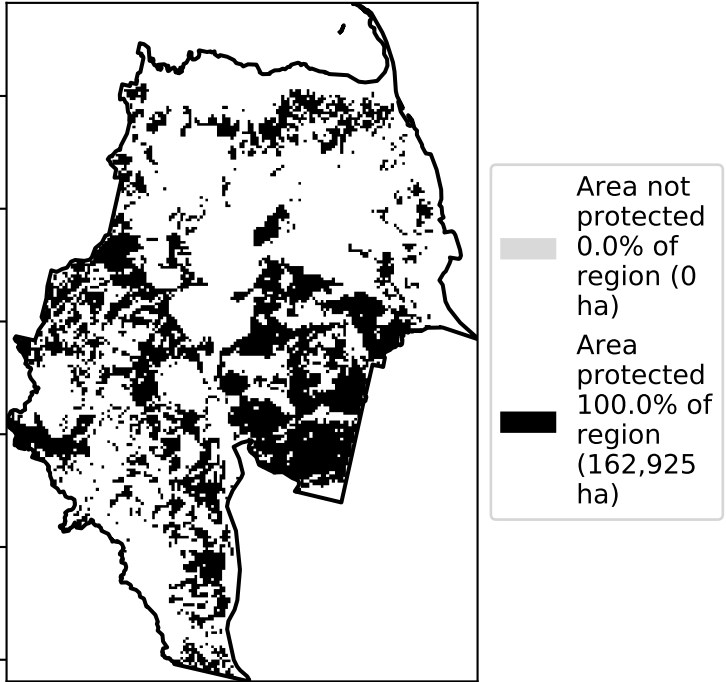 Area not
protected
0.0% of
region (0
ha)
Area
protected
100.0% of
region
(162,925
ha)